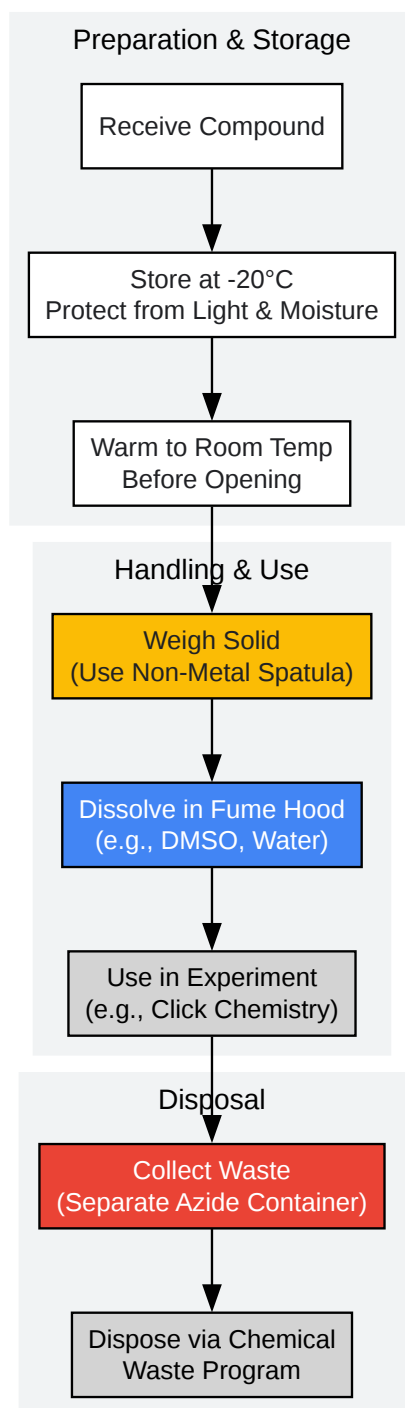 Preparation & Storage
Receive Compound
Store at -20°C
Protect from Light & Moisture
Warm to Room Temp
Before Opening
Handling & Use
Weigh Solid
(Use Non-Metal Spatula)
Dissolve in Fume Hood
(e.g., DMSO, Water)
Use in Experiment
(e.g., Click Chemistry)
Disposal
Collect Waste
(Separate Azide Container)
Dispose via Chemical
Waste Program